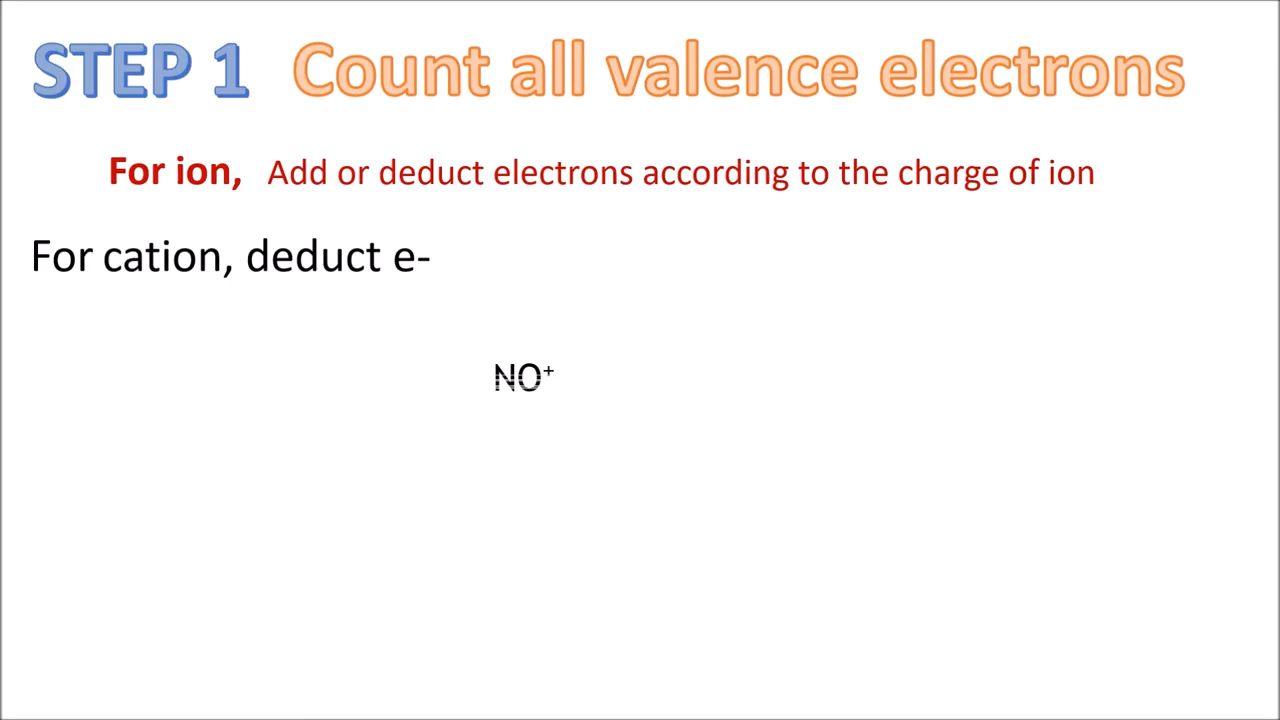 STEP 1 Count all valence electrons
For ion, Add or deduct electrons according to the charge of ion
For cation, deduct e-
NO⁺